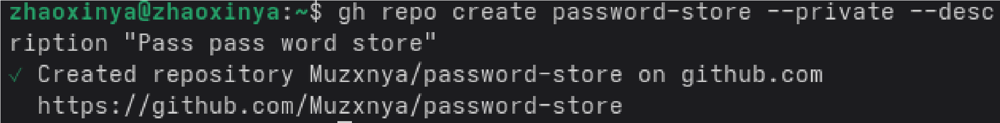 zhaoxinya@zhaoxinya:~$ gh repo create password-store --private --desc
ription "Pass pass word store"
✓ Created repository Muzxnya/password-store on github.com
  https://github.com/Muzxnya/password-store